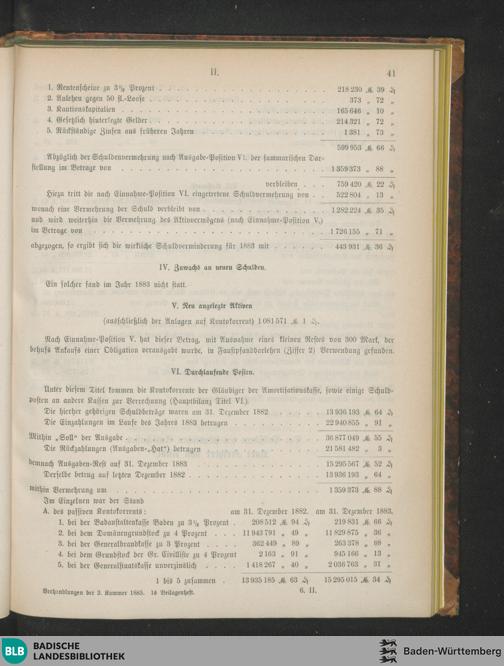 II. 41
1. Rentenscheine zu 3% Prozent 218 230 ℳ 39 ₰
2. Anlehen gegen 50 fl.-Loose 373 „ 72 „
3. Kautionskapitalien 165 646 „ 10 „
4. Gesetzlich hinterlegte Gelder 214 321 „ 72 „
5. Rückständige Zinsen aus früheren Jahren 1 381 „ 73 „
599 953 ℳ 66 ₰
Abzüglich der Schuldenvermehrung nach Ausgabe-Position VI. der summarischen Dar-
stellung im Betrage von 1 359 373 „ 88 „
verbleiben 759 420 ℳ 22 ₰
Hiezu tritt die nach Einnahme-Position VI. eingetretene Schuldvermehrung von 522 804 „ 13 „
wonach eine Vermehrung der Schuld verbleibt von 1 282 224 ℳ 35 ₰
und wird weiterhin die Vermehrung des Aktivvermögens (nach Einnahme-Position V.)
im Betrage von 1 726 155 „ 71 „
abgezogen, so ergibt sich die wirkliche Schuldverminderung für 1883 mit 443 931 ℳ 36 ₰
IV. Zuwachs an neuen Schulden.
Ein solcher fand im Jahr 1883 nicht statt.
V. Neu angelegte Aktiven
(ausschließlich der Anlagen auf Kontokorrent) 1 081 571 ℳ 1 ₰.
Nach Einnahme-Position V. hat dieser Betrag, mit Ausnahme eines kleinen Restes von 300 Mark, der
behufs Ankaufs einer Obligation verausgabt wurde, in Faustpfanddarlehen (Ziffer 2) Verwendung gefunden.
VI. Durchlaufende Posten.
Unter diesem Titel kommen die Kontokorrente der Gläubiger der Amortisationskasse, sowie einige Schuld-
posten an andere Kassen zur Verrechnung (Hauptbilanz Titel VI.).
Die hierher gehörigen Schuldbeträge waren am 31. Dezember 1882 13 936 193 ℳ 64 ₰
Die Einzahlungen im Laufe des Jahres 1883 betragen 22 940 855 „ 91 „
Mithin „Soll“ der Ausgabe 36 877 049 ℳ 55 ₰
Die Rückzahlungen (Ausgaben-„Hat“) betragen 21 581 482 „ 3 „
demnach Ausgaben-Rest auf 31. Dezember 1883 15 295 567 ℳ 52 ₰
Derselbe betrug auf letzten Dezember 1882 13 936 193 „ 64 „
mithin Vermehrung um 1 359 373 ℳ 88 ₰
Im Einzelnen war der Stand
A. des passiven Kontokorrents: am 31. Dezember 1882. am 31. Dezember 1883.
1. bei der Badanstaltenkasse Baden zu 3½ Prozent 208 512 ℳ 94 ₰ 219 831 ℳ 66 ₰
2. bei dem Domänengrundstock zu 4 Prozent 11 943 791 „ 49 „ 11 829 875 „ 36 „
3. bei der Generalbrandkasse zu 3 Prozent 362 449 „ 89 „ 263 378 „ „
4. bei dem Grundstock der Gr. Civilliste zu 4 Prozent 2 163 „ 91 „ 945 166 „ 13 „
5. bei der Generalstaatskasse unverzinslich 1 418 267 „ 40 „ 2 036 763 „ 31 „
1 bis 5 zusammen 13 935 185 ℳ 63 ₰ 15 295 015 ℳ 34 ₰
Verhandlungen der 2. Kammer 1885. 16 Beilagenheft. 6. II.
BLB BADISCHE
LANDESBIBLIOTHEK
Baden-Württemberg